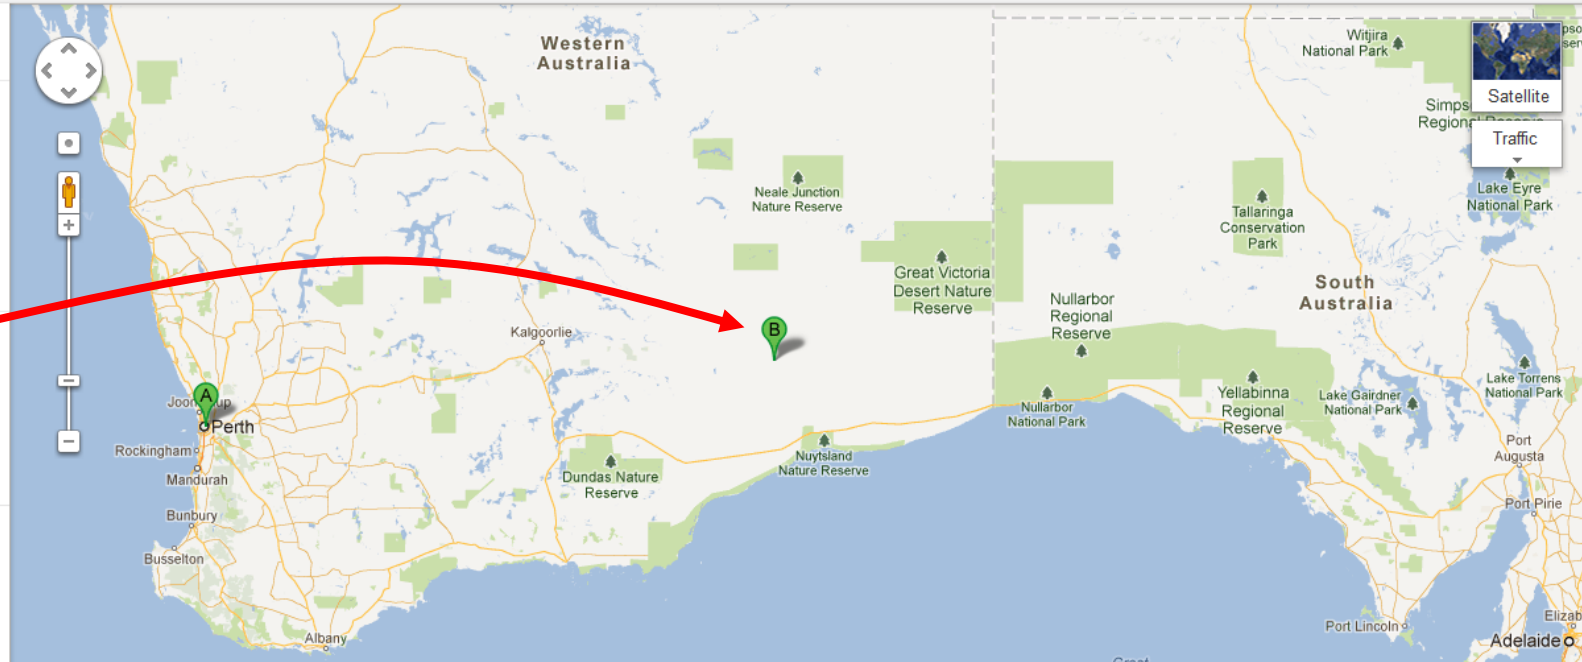 Western
Australia
Witjira
National Park
Satellite
Simps
Regional
Traffic
Neale Junction
Nature Reserve
Lake Eyre
National Park
Tallaringa
Conservation
Park
Great Victoria
Desert Nature
Reserve
South
Australia
Nullarbor
Regional
Reserve
Kalgoorlie
B
A
Perth
Rockingham
Mandurah
Nullarbor
National Park
Yellabinna
Regional
Reserve
Lake Gairdner
National Park
Lake Torrens
National Park
Nuytsland
Nature Reserve
Dundas Nature
Reserve
Port
Augusta
Port Pirie
Bunbury
Busselton
Albany
Port Lincoln
Elizab
Adelaide
Great